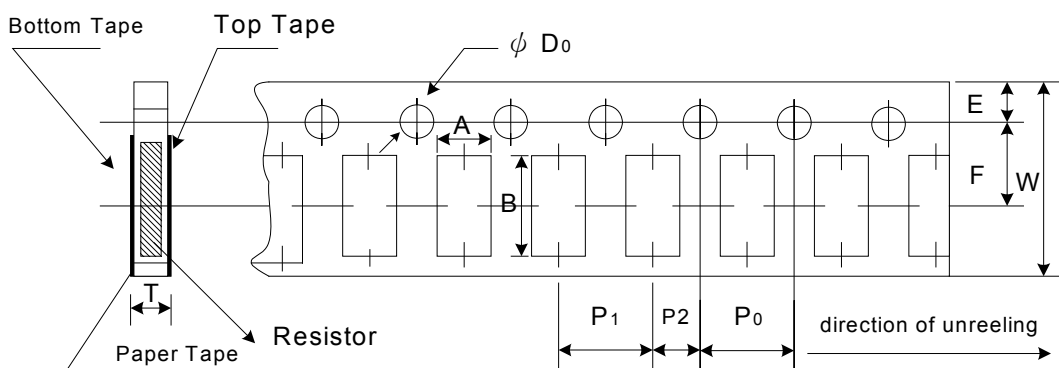 Bottom Tape
Top Tape
ϕ D0
E
A
F
W
B
T
P1
P2
P0
Resistor
direction of unreeling
Paper Tape